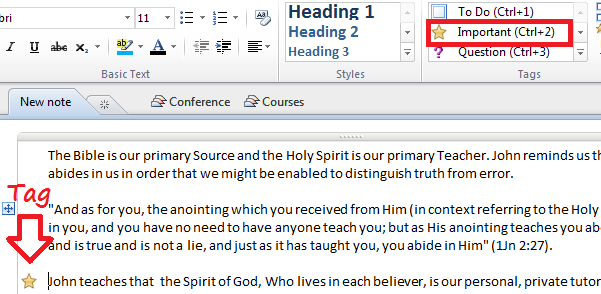 11
Heading 1
Heading 2
Heading 3
To Do (Ctrl+1)
Important (Ctrl+2)
Question (Ctrl+3)
abc
A
Basic Text
Styles
Tags
New note
Conference
Courses
The Bible is our primary Source and the Holy Spirit is our primary Teacher. John reminds us
abides in us in order that we might be enabled to distinguish truth from error.
Tag
"And as for you, the anointing which you received from Him (in context referring to the Holy
in you, and you have no need to have anyone teach you; but as His anointing teaches you
and is true and is not a lie, and just as it has taught you, you abide in Him" (1Jn 2:27).
John teaches that the Spirit of God, Who lives in each believer, is our personal, private